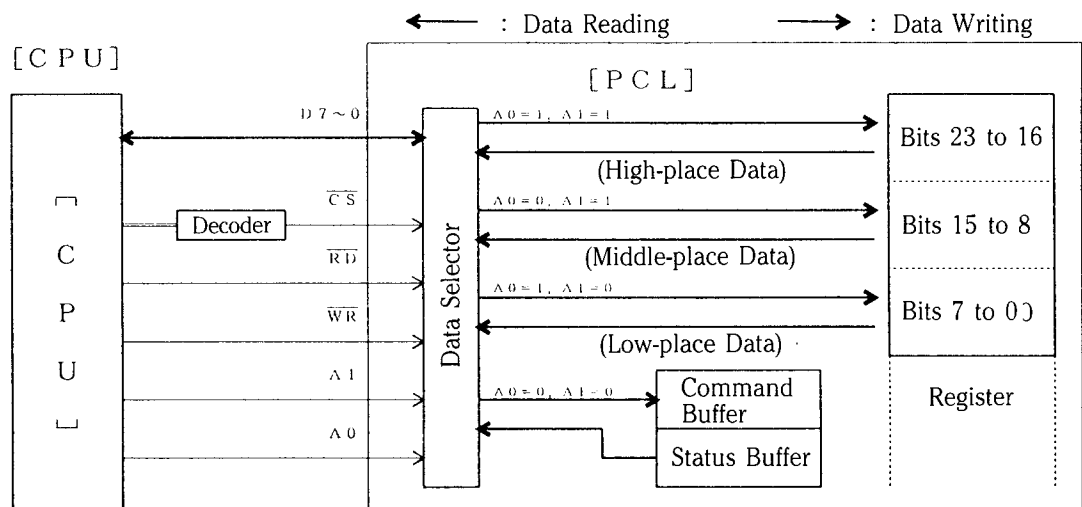 : Data Reading
: Data Writing
[CPU]
[PCL]
D7~0
A0=1, A1=1
Bits 23 to 16
(High-place Data)
CS
Decoder
A0=0, A1=1
Bits 15 to 8
(Middle-place Data)
RD
Data Selector
A0=1, A1=0
Bits 7 to 0
(Low-place Data)
WR
[CPU]
A1
A0=0, A1=0
Command
Buffer
Register
A0
Status Buffer